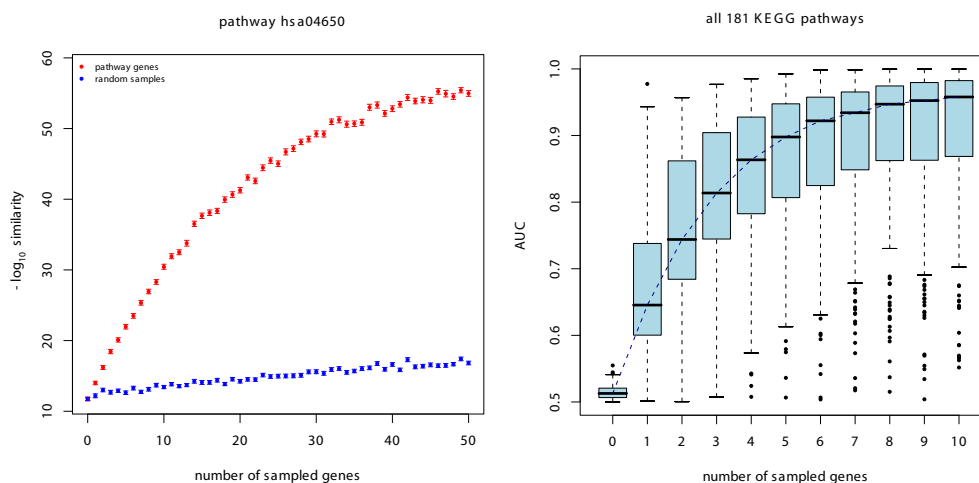 pathway hsa04650
pathway genes
random samples
60
50
40
30
20
10
- log10 similarity
0 10 20 30 40 50
number of sampled genes
all 181 KEGG pathways
1.0
0.9
0.8
0.7
0.6
0.5
AUC
0 1 2 3 4 5 6 7 8 9 10
number of sampled genes